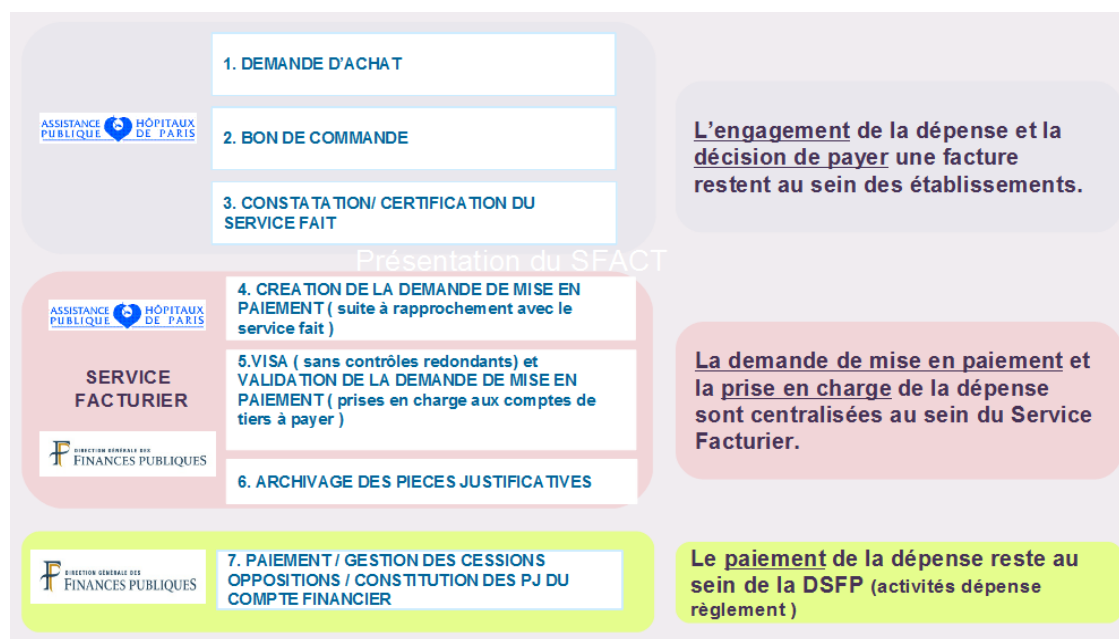 1. DEMANDE D'ACHAT
ASSISTANCE HÔPITAUX
PUBLIQUE DE PARIS
2. BON DE COMMANDE
3. CONSTATATION/ CERTIFICATION DU
SERVICE FAIT
L'engagement de la dépense et la
décision de payer une facture
restent au sein des établissements.
Présentation du SFACT
ASSISTANCE HÔPITAUX
PUBLIQUE DE PARIS
SERVICE
FACTURIER
DIRECTION GÉNÉRALE DES
FINANCES PUBLIQUES
4. CREATION DE LA DEMANDE DE MISE EN
PAIEMENT ( suite à rapprochement avec le
service fait )
5.VISA ( sans contrôles redondants) et
VALIDATION DE LA DEMANDE DE MISE EN
PAIEMENT ( prises en charge aux comptes de
tiers à payer )
6. ARCHIVAGE DES PIECES JUSTIFICATIVES
La demande de mise en paiement et
la prise en charge de la dépense
sont centralisées au sein du Service
Facturier.
DIRECTION GÉNÉRALE DES
FINANCES PUBLIQUES
7. PAIEMENT / GESTION DES CESSIONS
OPPOSITIONS / CONSTITUTION DES PJ DU
COMPTE FINANCIER
Le paiement de la dépense reste au
sein de la DSFP (activités dépense
règlement )